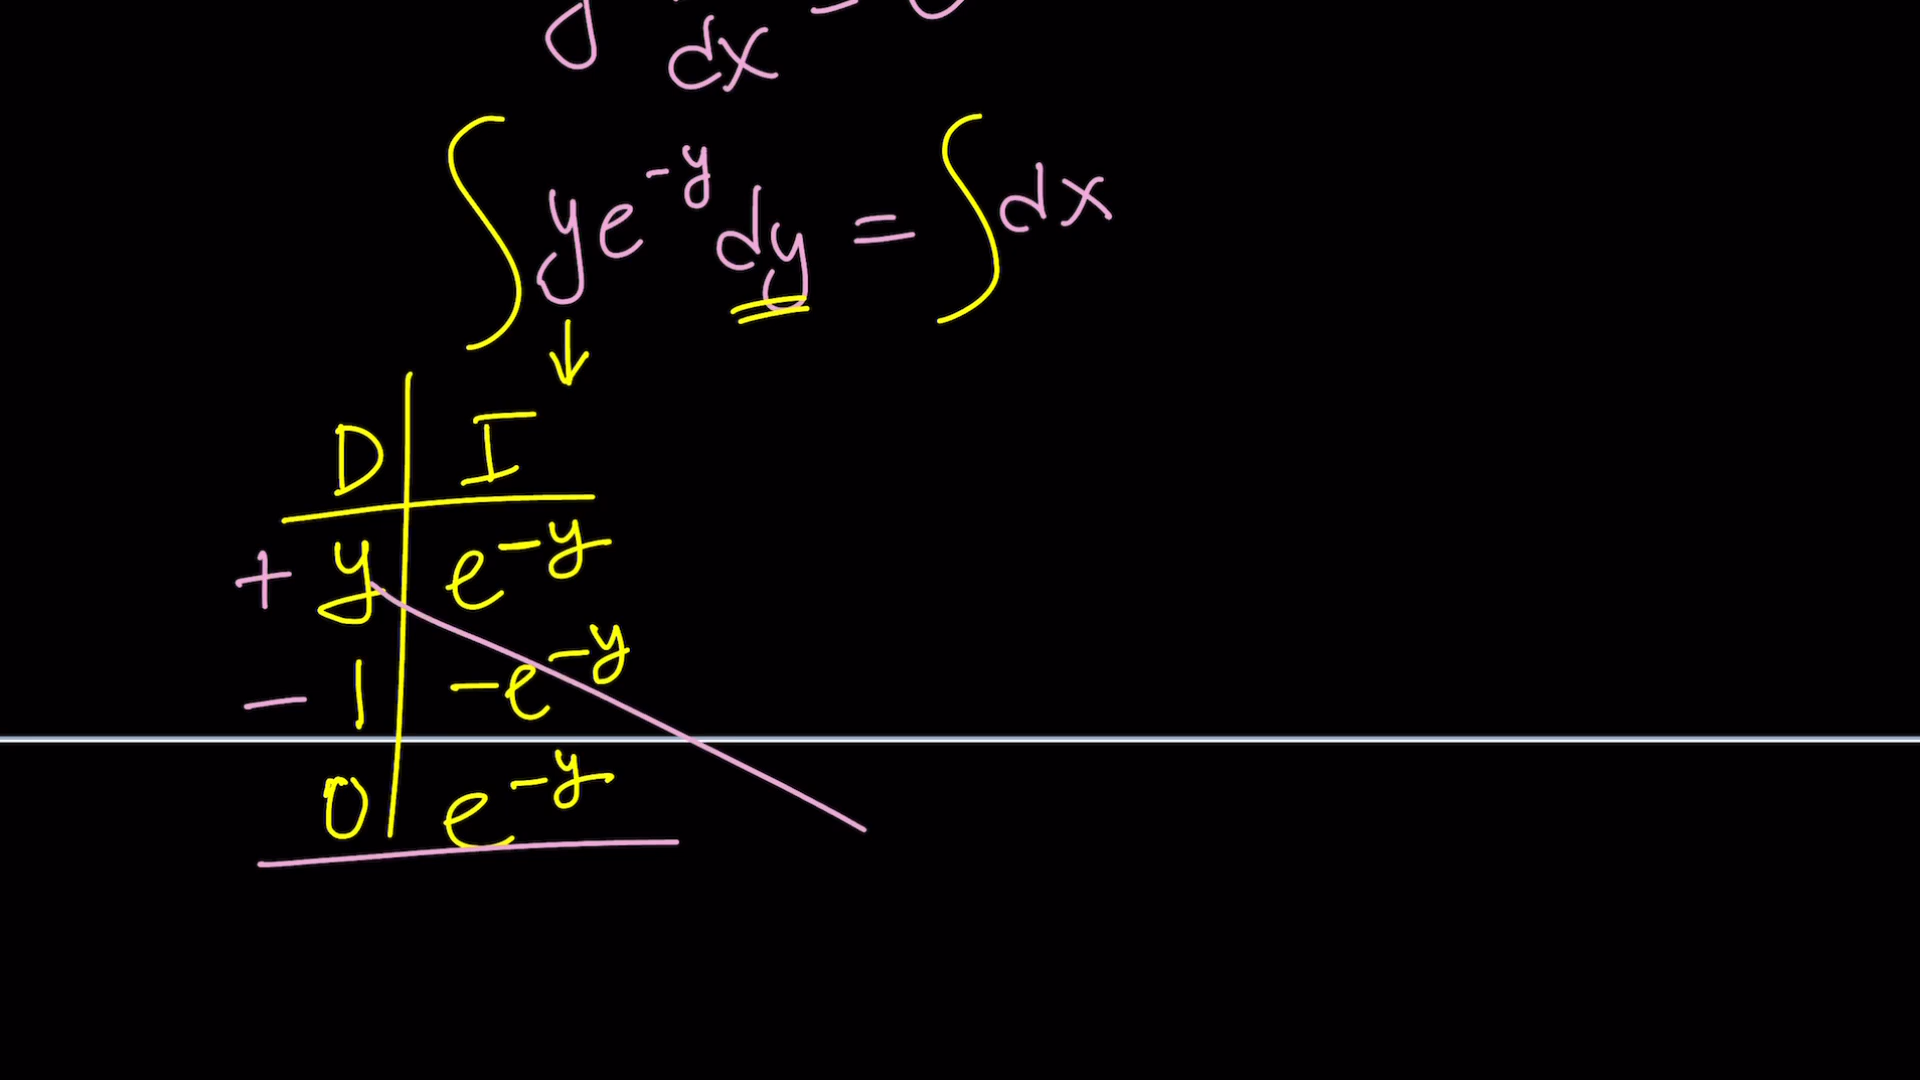 dx =
∫ ye^{-y} dy = ∫ dx
↓
D | I
+ y | e^{-y}
− 1 | −e^{-y}
0 | e^{-y}